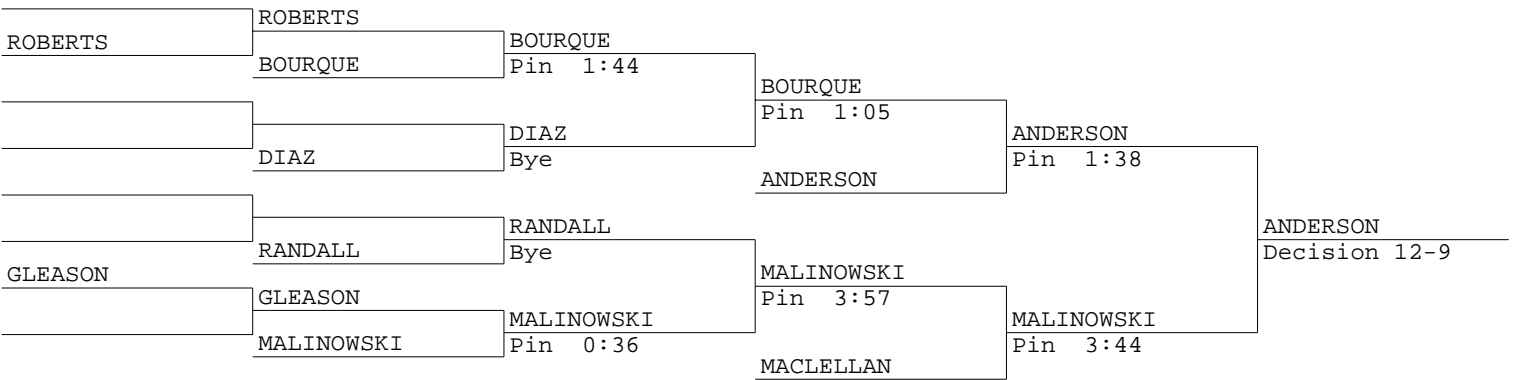 ROBERTS
ROBERTS
BOURQUE
BOURQUE
Pin 1:44
BOURQUE
Pin 1:05
DIAZ
ANDERSON
DIAZ
Bye
Pin 1:38
ANDERSON
RANDALL
ANDERSON
RANDALL
Bye
Decision 12-9
GLEASON
MALINOWSKI
GLEASON
Pin 3:57
MALINOWSKI
MALINOWSKI
MALINOWSKI
Pin 0:36
Pin 3:44
MACLELLAN